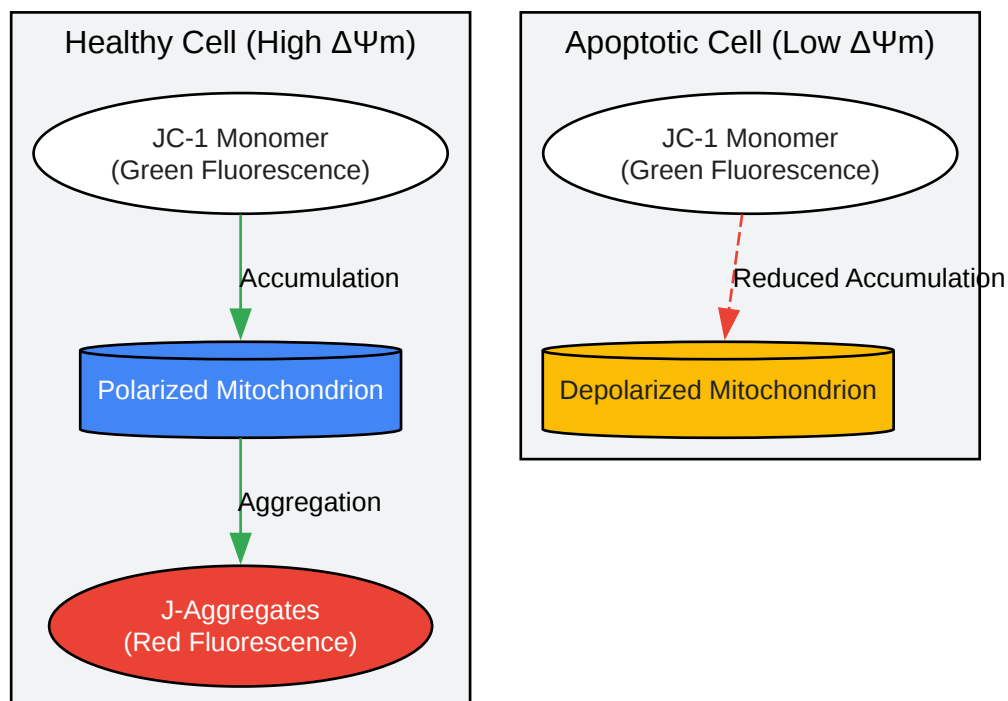 Healthy Cell (High ΔΨm)
JC-1 Monomer
(Green Fluorescence)
Accumulation
Polarized Mitochondrion
Aggregation
J-Aggregates
(Red Fluorescence)
Apoptotic Cell (Low ΔΨm)
JC-1 Monomer
(Green Fluorescence)
Reduced Accumulation
Depolarized Mitochondrion